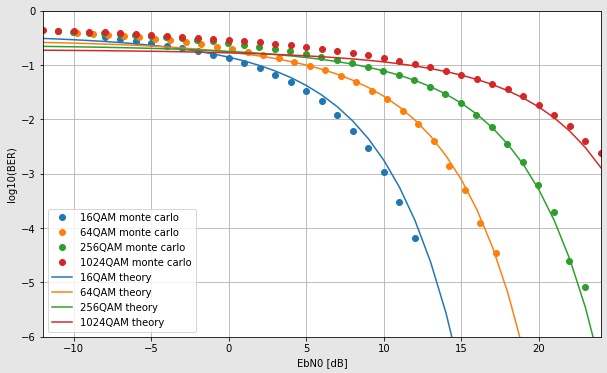 0
−1
−2
−3
−4
−5
−6
log10(BER)
16QAM monte carlo
64QAM monte carlo
256QAM monte carlo
1024QAM monte carlo
16QAM theory
64QAM theory
256QAM theory
1024QAM theory
−10 −5 0 5 10 15 20
EbN0 [dB]